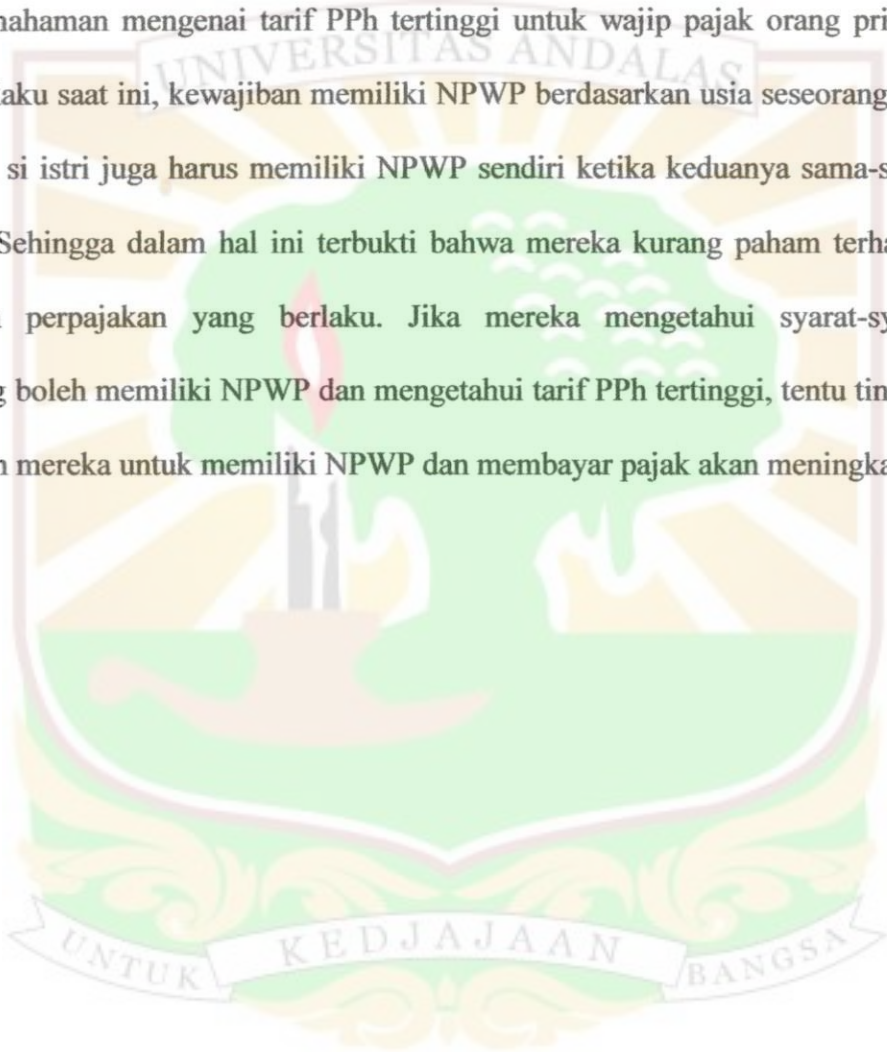 nahaman mengenai tarif PPh tertinggi untuk wajip pajak orang pri
UNIVERSITAS ANDALAS
laku saat ini, kewajiban memiliki NPWP berdasarkan usia seseorang
si istri juga harus memiliki NPWP sendiri ketika keduanya sama-s
Sehingga dalam hal ini terbukti bahwa mereka kurang paham terha
perpajakan yang berlaku. Jika mereka mengetahui syarat-sy
g boleh memiliki NPWP dan mengetahui tarif PPh tertinggi, tentu tin
n mereka untuk memiliki NPWP dan membayar pajak akan meningka
UNTUK KEDJAJAAN BANGSA